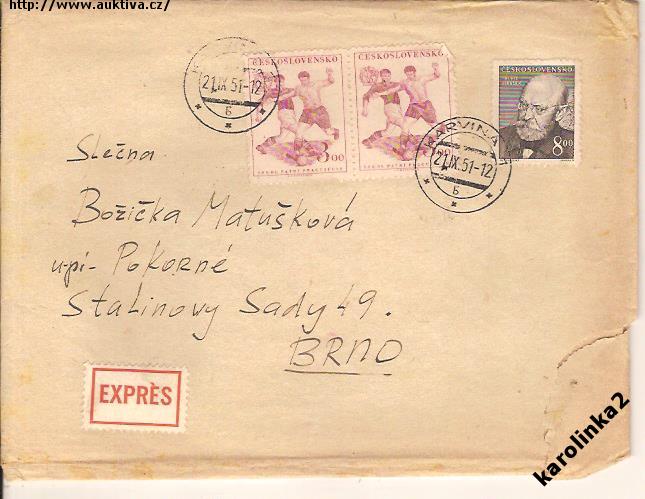 http://www.auktiva.cz/
ČESKOSLOVENSKO
3.00
ČESKOSLOVENSKO
3.00
ČESKOSLOVENSKO
8.00
21.IX.51-12
б
KARVINÁ
21.IX.51-12
б
Slečna
Božička Matušková
u pí- Pokorné
Stalinovy Sady 49.
BRNO
EXPRÈS
karolinka2